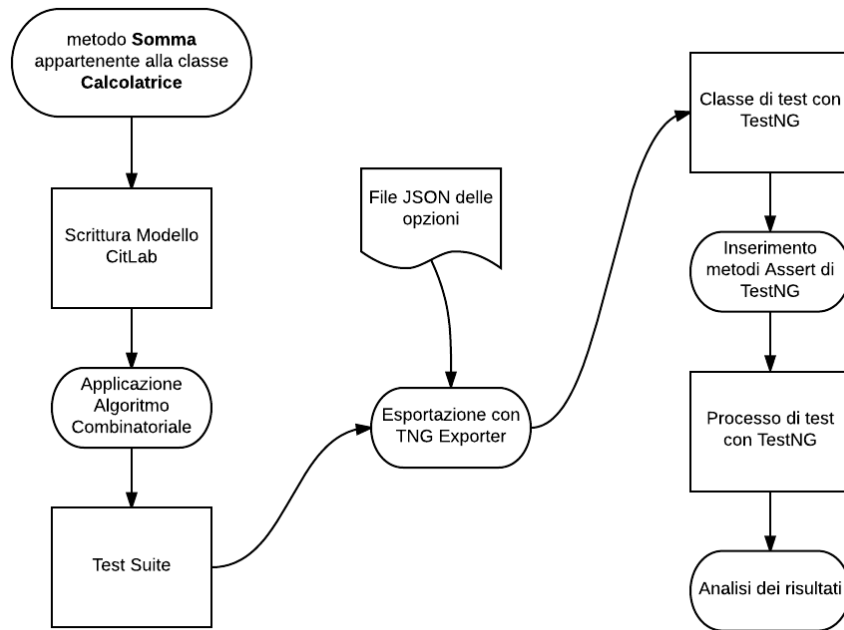 metodo Somma
appartenente alla classe
Calcolatrice
Scrittura Modello
CitLab
Applicazione
Algoritmo
Combinatoriale
Test Suite
File JSON delle
opzioni
Esportazione con
TNG Exporter
Classe di test con
TestNG
Inserimento
metodi Assert di
TestNG
Processo di test
con TestNG
Analisi dei risultati